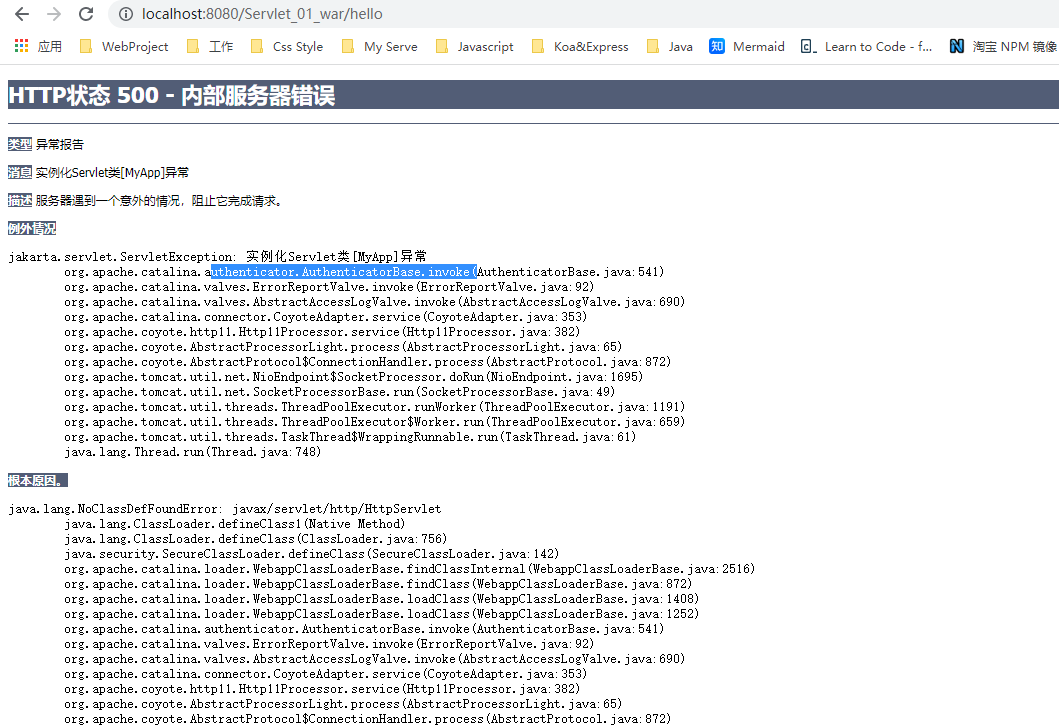 localhost:8080/Servlet_01_war/hello
应用 WebProject 工作 Css Style My Serve Javascript Koa&Express Java 知 Mermaid Learn to Code - f... N 淘宝 NPM 镜像
HTTP状态 500 - 内部服务器错误
类型 异常报告
消息 实例化Servlet类[MyApp]异常
描述 服务器遇到一个意外的情况，阻止它完成请求。
例外情况
jakarta.servlet.ServletException: 实例化Servlet类[MyApp]异常
org.apache.catalina.authenticator.AuthenticatorBase.invoke(AuthenticatorBase.java:541)
org.apache.catalina.valves.ErrorReportValve.invoke(ErrorReportValve.java:92)
org.apache.catalina.valves.AbstractAccessLogValve.invoke(AbstractAccessLogValve.java:690)
org.apache.catalina.connector.CoyoteAdapter.service(CoyoteAdapter.java:353)
org.apache.coyote.http11.Http11Processor.service(Http11Processor.java:382)
org.apache.coyote.AbstractProcessorLight.process(AbstractProcessorLight.java:65)
org.apache.coyote.AbstractProtocol$ConnectionHandler.process(AbstractProtocol.java:872)
org.apache.tomcat.util.net.NioEndpoint$SocketProcessor.doRun(NioEndpoint.java:1695)
org.apache.tomcat.util.net.SocketProcessorBase.run(SocketProcessorBase.java:49)
org.apache.tomcat.util.threads.ThreadPoolExecutor.runWorker(ThreadPoolExecutor.java:1191)
org.apache.tomcat.util.threads.ThreadPoolExecutor$Worker.run(ThreadPoolExecutor.java:659)
org.apache.tomcat.util.threads.TaskThread$WrappingRunnable.run(TaskThread.java:61)
java.lang.Thread.run(Thread.java:748)
根本原因。
java.lang.NoClassDefFoundError: javax/servlet/http/HttpServlet
java.lang.ClassLoader.defineClass1(Native Method)
java.lang.ClassLoader.defineClass(ClassLoader.java:756)
java.security.SecureClassLoader.defineClass(SecureClassLoader.java:142)
org.apache.catalina.loader.WebappClassLoaderBase.findClassInternal(WebappClassLoaderBase.java:2516)
org.apache.catalina.loader.WebappClassLoaderBase.findClass(WebappClassLoaderBase.java:872)
org.apache.catalina.loader.WebappClassLoaderBase.loadClass(WebappClassLoaderBase.java:1408)
org.apache.catalina.loader.WebappClassLoaderBase.loadClass(WebappClassLoaderBase.java:1252)
org.apache.catalina.authenticator.AuthenticatorBase.invoke(AuthenticatorBase.java:541)
org.apache.catalina.valves.ErrorReportValve.invoke(ErrorReportValve.java:92)
org.apache.catalina.valves.AbstractAccessLogValve.invoke(AbstractAccessLogValve.java:690)
org.apache.catalina.connector.CoyoteAdapter.service(CoyoteAdapter.java:353)
org.apache.coyote.http11.Http11Processor.service(Http11Processor.java:382)
org.apache.coyote.AbstractProcessorLight.process(AbstractProcessorLight.java:65)
org.apache.coyote.AbstractProtocol$ConnectionHandler.process(AbstractProtocol.java:872)